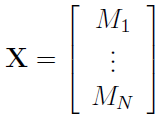 X = [ M_1
⋮
M_N ]